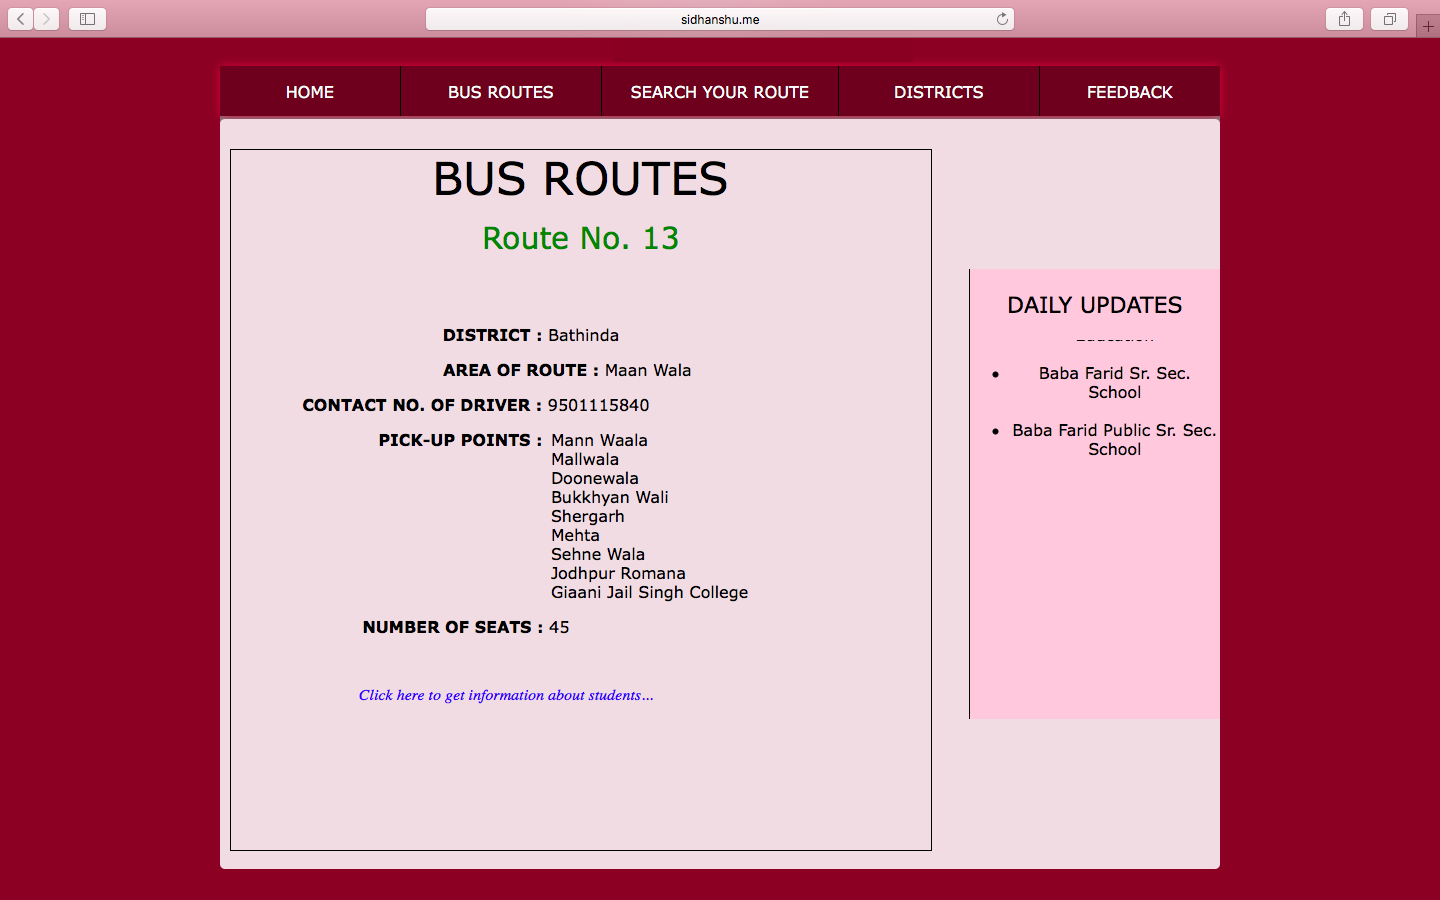 sidhanshu.me
HOME
BUS ROUTES
SEARCH YOUR ROUTE
DISTRICTS
FEEDBACK
BUS ROUTES
Route No. 13
DISTRICT : Bathinda
AREA OF ROUTE : Maan Wala
CONTACT NO. OF DRIVER : 9501115840
PICK-UP POINTS : Mann Waala
Mallwala
Doonewala
Bukkhyan Wali
Shergarh
Mehta
Sehne Wala
Jodhpur Romana
Giaani Jail Singh College
NUMBER OF SEATS : 45
Click here to get information about students...
DAILY UPDATES
• Baba Farid Sr. Sec.
School
• Baba Farid Public Sr. Sec.
School